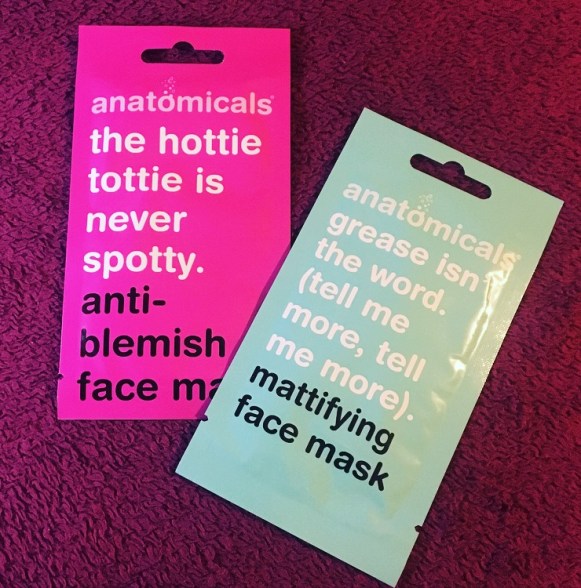 anatomicals®
the hottie
tottie is
never
spotty.
anti-
blemish
face ma
anatomicals®
grease isn'
the word.
(tell me
more, tell
me more).
mattifying
face mask